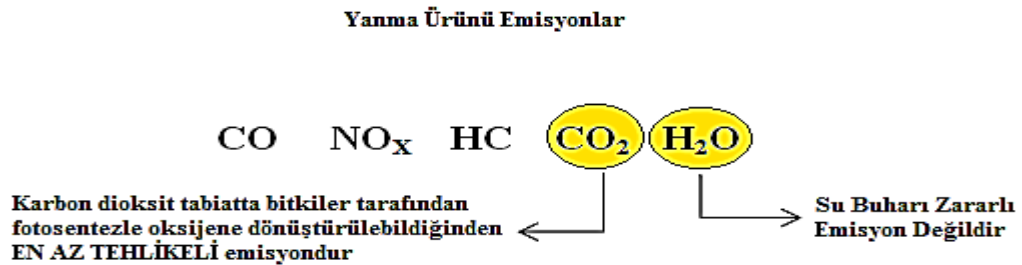 Yanma Ürünü Emisyonlar
CO NOX HC CO2 H2O
Karbon dioksit tabiatta bitkiler tarafından
fotosentezle oksijene dönüştürülebildiğinden
EN AZ TEHLİKELİ emisyondur
Su Buharı Zararlı
Emisyon Değildir